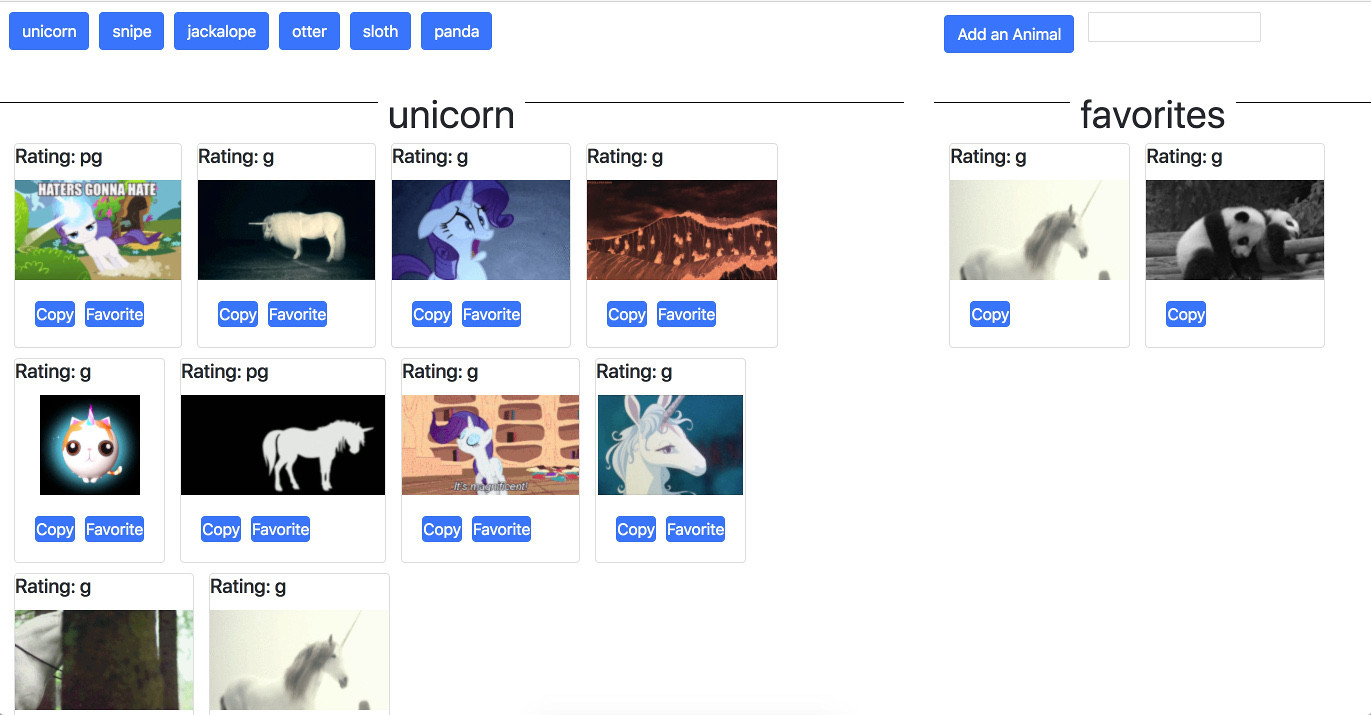 unicorn snipe jackalope otter sloth panda Add an Animal
unicorn favorites
Rating: pg Rating: g Rating: g Rating: g Rating: g Rating: g
HATERS GONNA HATE
Copy Favorite Copy Favorite Copy Favorite Copy Favorite Copy Copy
Rating: g Rating: pg Rating: g Rating: g
It's magnificent!
Copy Favorite Copy Favorite Copy Favorite Copy Favorite
Rating: g Rating: g